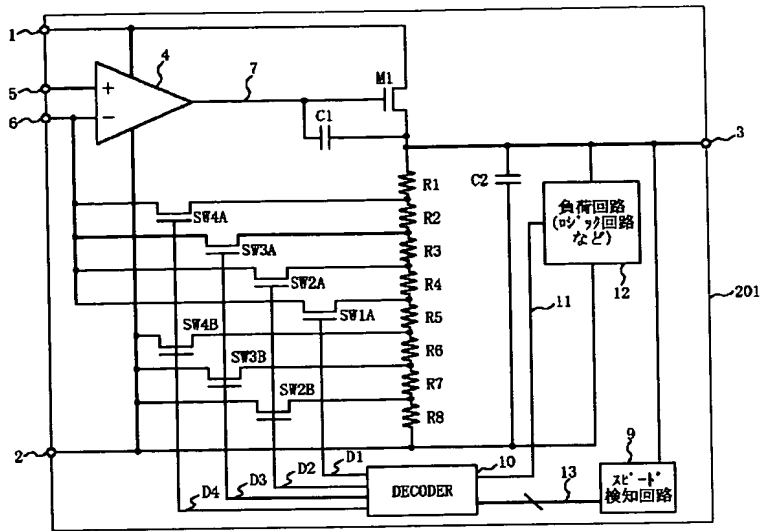 1
4
5
+
7
M1
6
−
C1
3
C2
R1
R2
負荷回路
(ロジック回路
など)
SW4A
R3
SW3A
R4
12
SW2A
11
201
SW1A
R5
SW4B
R6
SW3B
R7
SW2B
R8
9
2
D1
10
D2
スピード
検知回路
D3
DECODER
13
D4